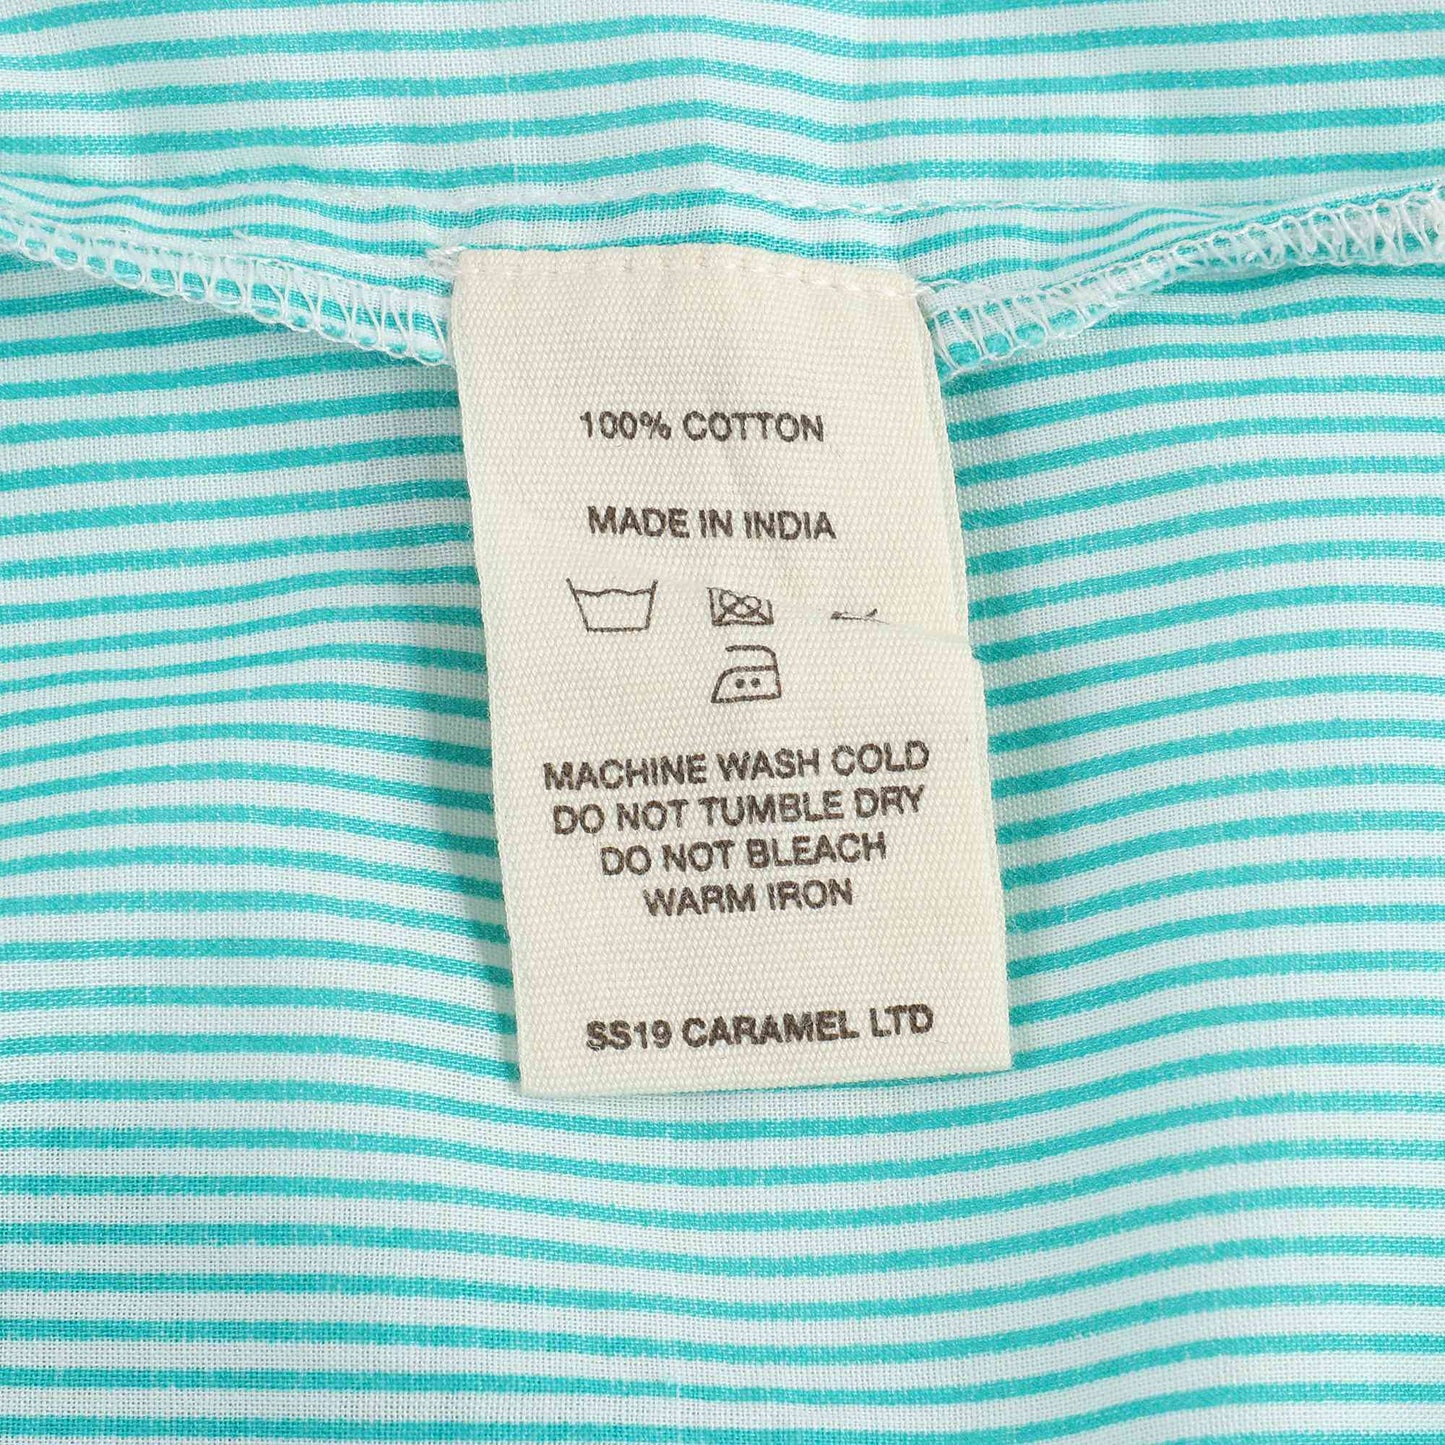 100% COTTON
MADE IN INDIA
MACHINE WASH COLD
DO NOT TUMBLE DRY
DO NOT BLEACH
WARM IRON
SS19 CARAMEL LTD